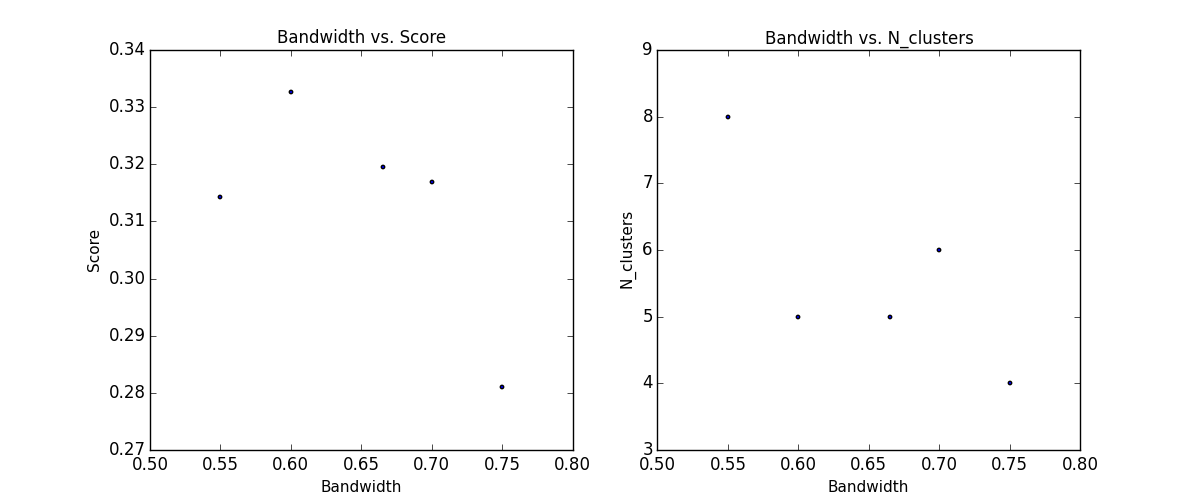 Bandwidth vs. Score
0.34
0.33
0.32
0.31
0.30
0.29
0.28
0.27
Score
0.50 0.55 0.60 0.65 0.70 0.75 0.80
Bandwidth
Bandwidth vs. N_clusters
9
8
7
6
5
4
3
N_clusters
0.50 0.55 0.60 0.65 0.70 0.75 0.80
Bandwidth